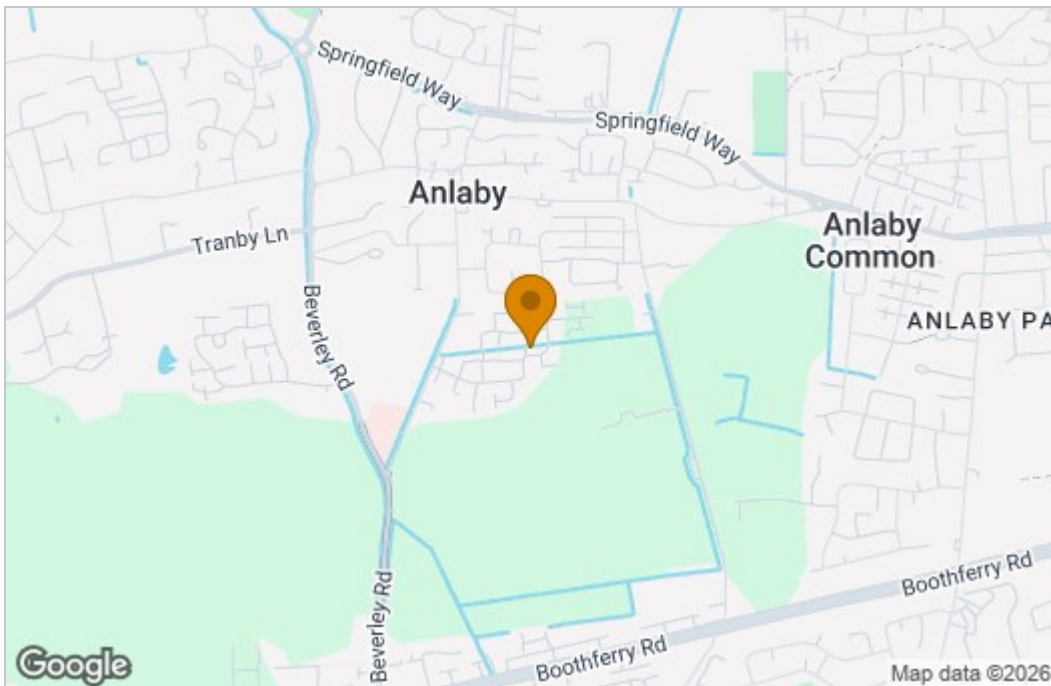 Springfield Way
Springfield Way
Anlaby
Tranby Ln
Anlaby
Common
Beverley Rd
ANLABY PA
Beverley Rd
Boothferry Rd
Boothferry Rd
Google
Map data ©2026